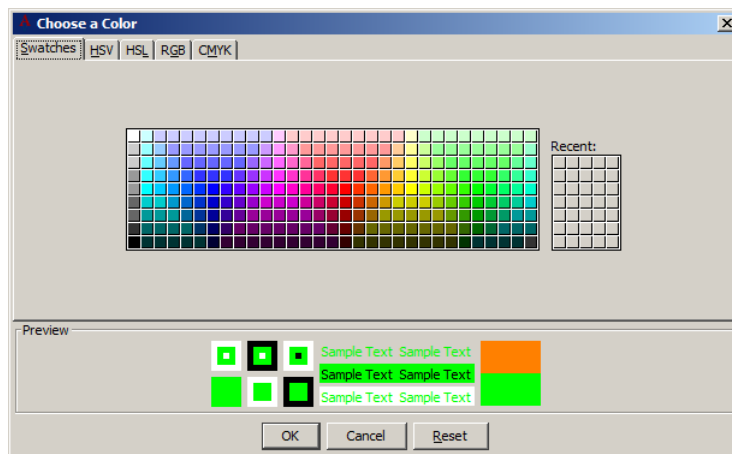 Choose a Color
Swatches HSV HSL RGB CMYK
Recent:
Preview
Sample Text Sample Text
Sample Text Sample Text
Sample Text Sample Text
OK Cancel Reset